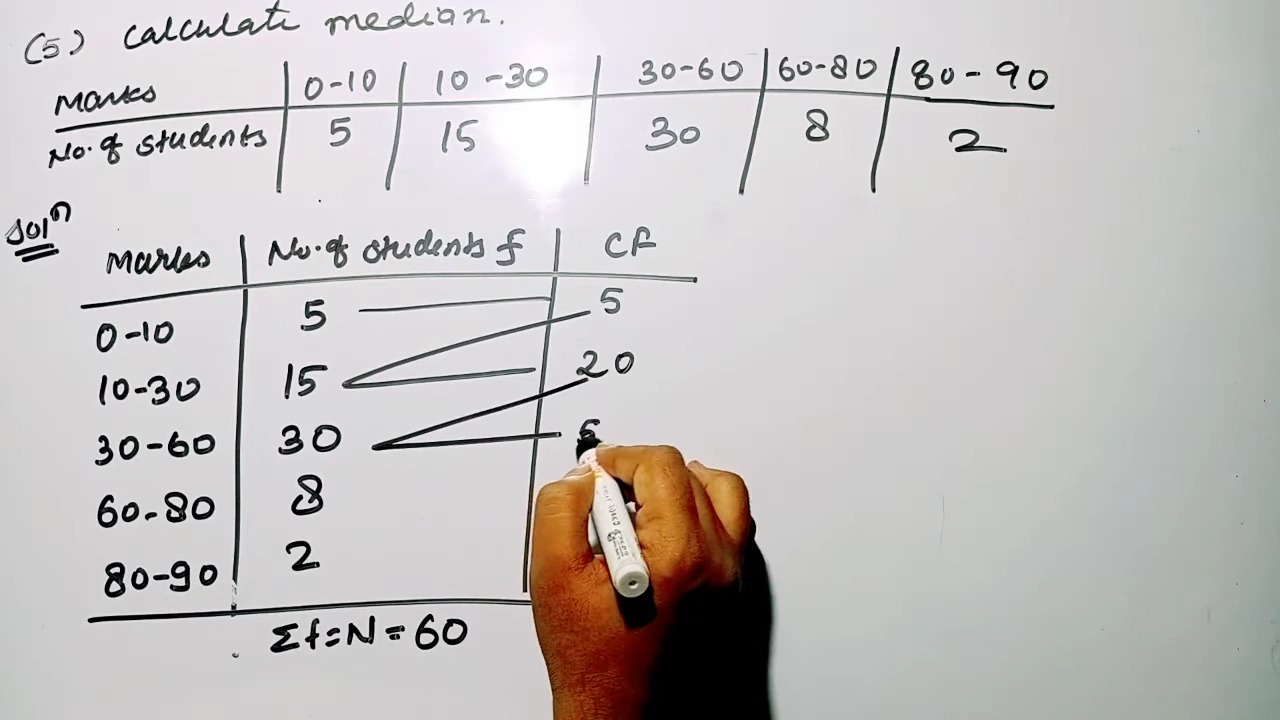 (5) Calculate median.
Marks 0-10 10-30 30-60 60-80 80-90
No. of students 5 15 30 8 2
Solⁿ
Marks No. of students f CF
0-10 5 5
10-30 15 20
30-60 30
60-80 8
80-90 2
Σf=N=60